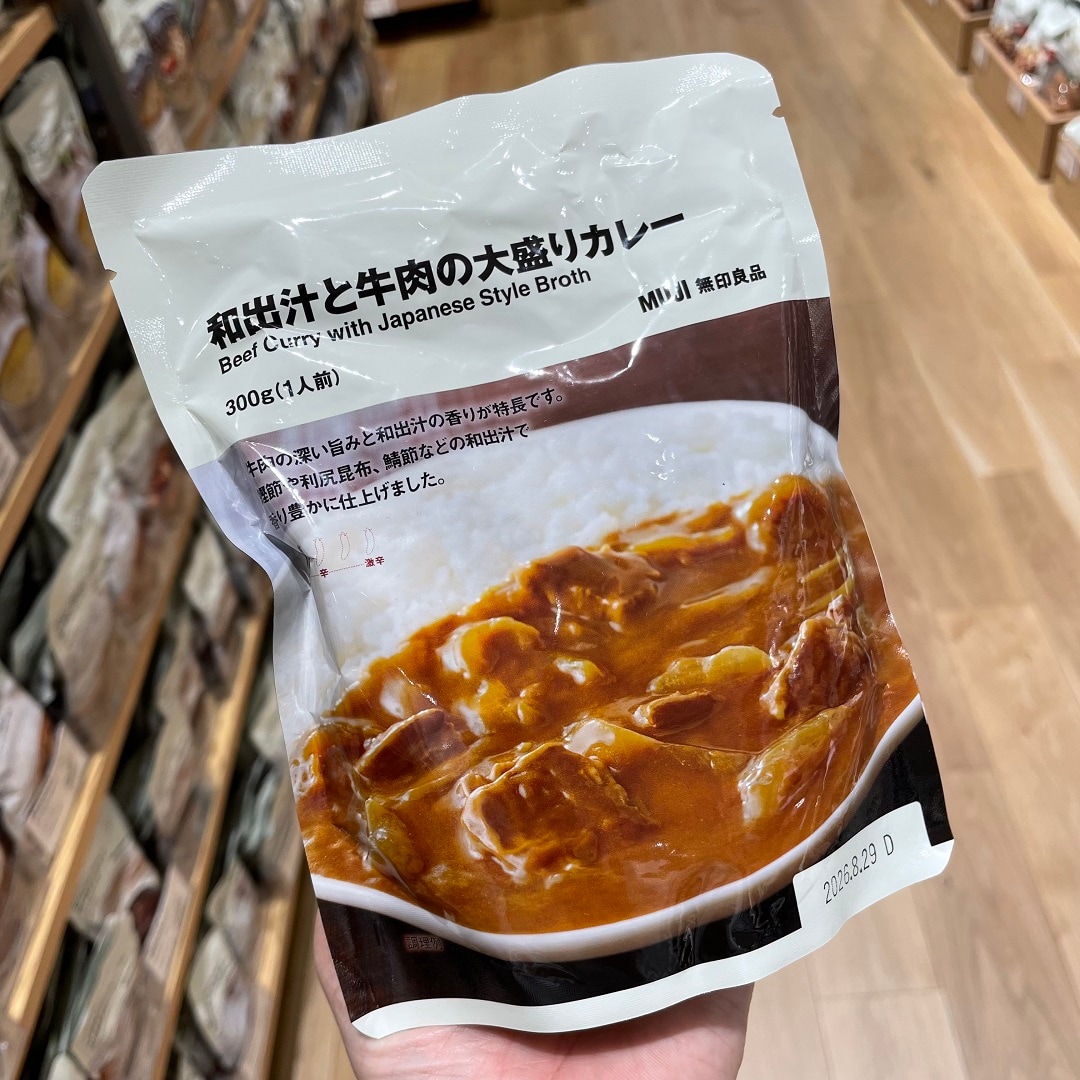 和出汁と牛肉の大盛りカレー
Beef Curry with Japanese Style Broth
MUJI 無印良品
300g(1人前)
牛肉の深い旨みと和出汁の香りが特長です。
鰹節や利尻昆布、鯖節などの和出汁で
香り豊かに仕上げました。
辛 激辛
調理例
2026.8.29 D